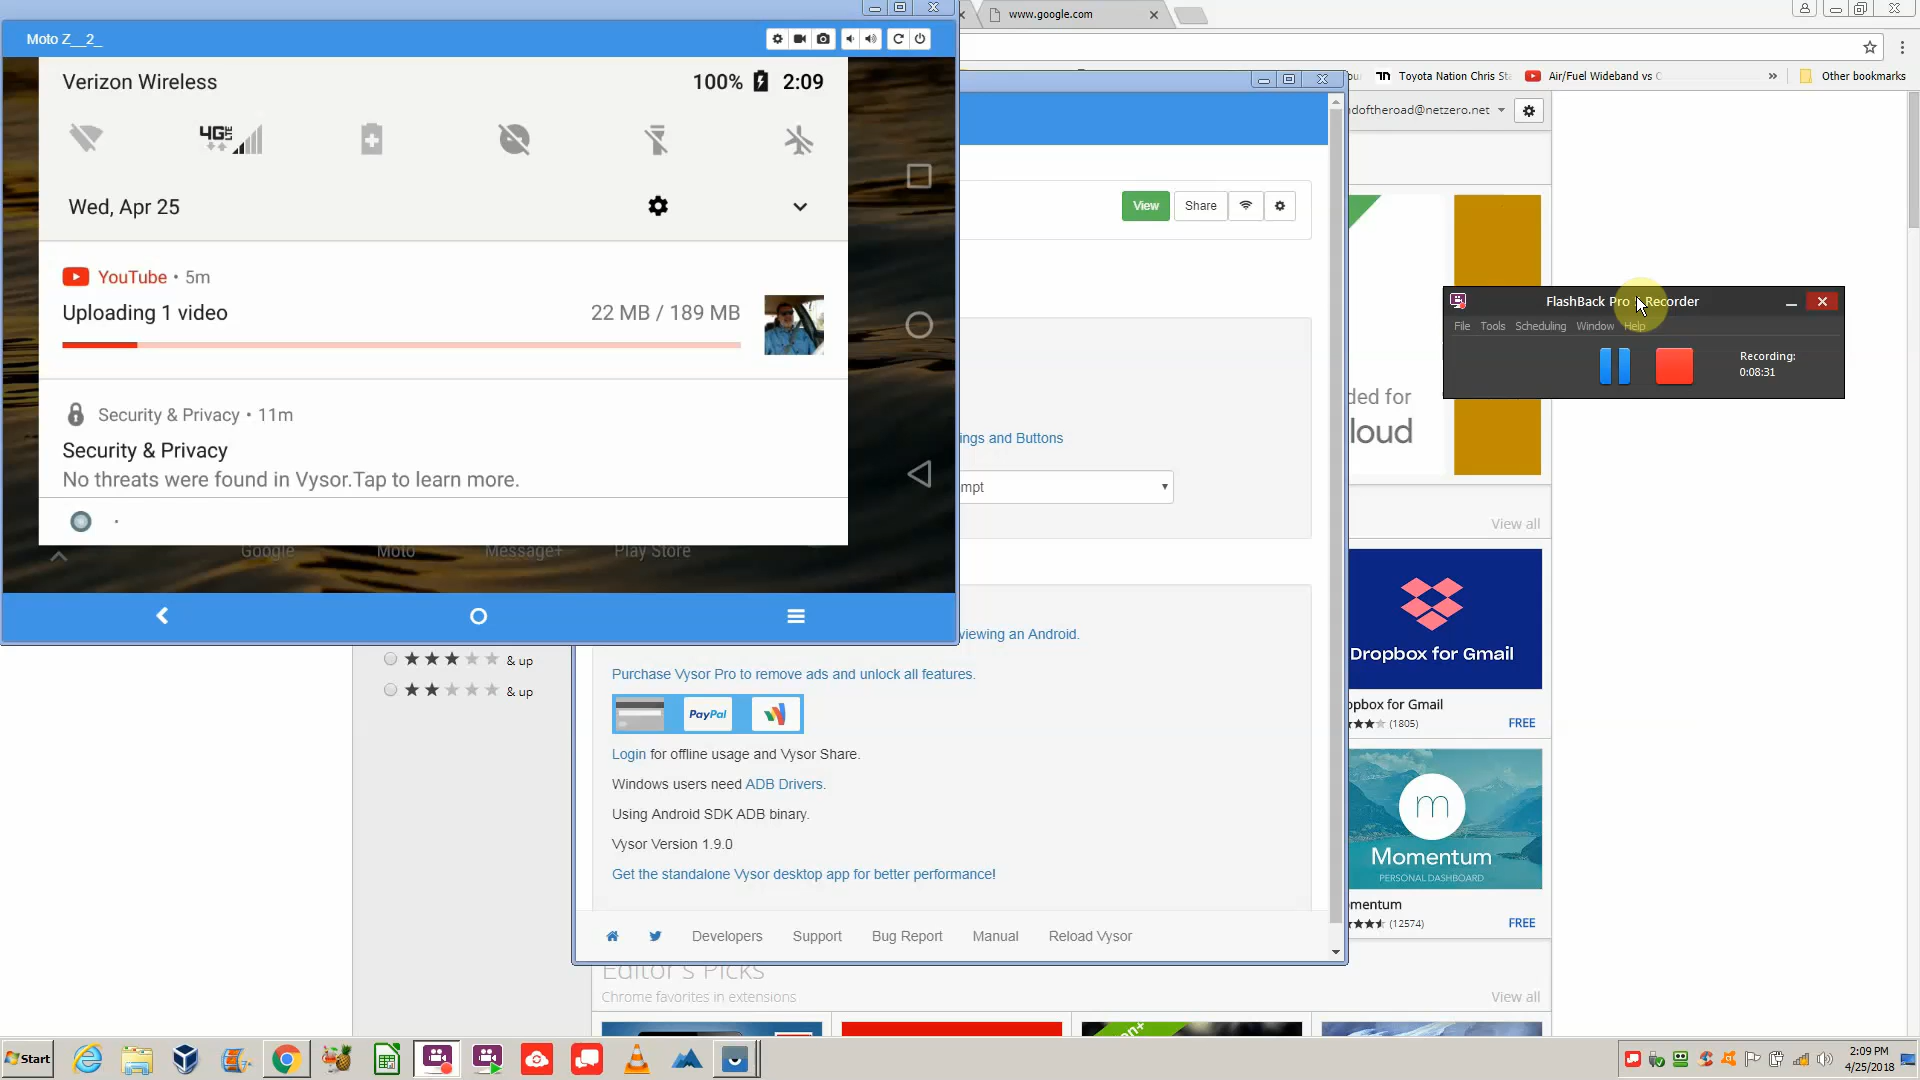 Moto Z__2_
Verizon Wireless
100%
2:09
4G LTE
Wed, Apr 25
YouTube • 5m
Uploading 1 video
22 MB / 189 MB
Security & Privacy • 11m
Security & Privacy
No threats were found in Vysor.Tap to learn more.
Google
Moto
Message+
Play Store
www.google.com
Toyota Nation Chris
Air/Fuel Wideband vs
»
Other bookmarks
ndoftheroad@netzero.net
View
Share
ings and Buttons
mpt
viewing an Android.
Purchase Vysor Pro to remove ads and unlock all features.
PayPal
Login for offline usage and Vysor Share.
Windows users need ADB Drivers.
Using Android SDK ADB binary.
Vysor Version 1.9.0
Get the standalone Vysor desktop app for better performance!
Developers
Support
Bug Report
Manual
Reload Vysor
FlashBack Pro Recorder
File
Tools
Scheduling
Window
Help
Recording:
0:08:31
ded for
loud
View all
Dropbox for Gmail
opbox for Gmail
(1805)
FREE
m
Momentum
PERSONAL DASHBOARD
mentum
(12574)
FREE
& up
& up
Editor's Picks
Chrome favorites in extensions
View all
Start
2:09 PM
4/25/2018